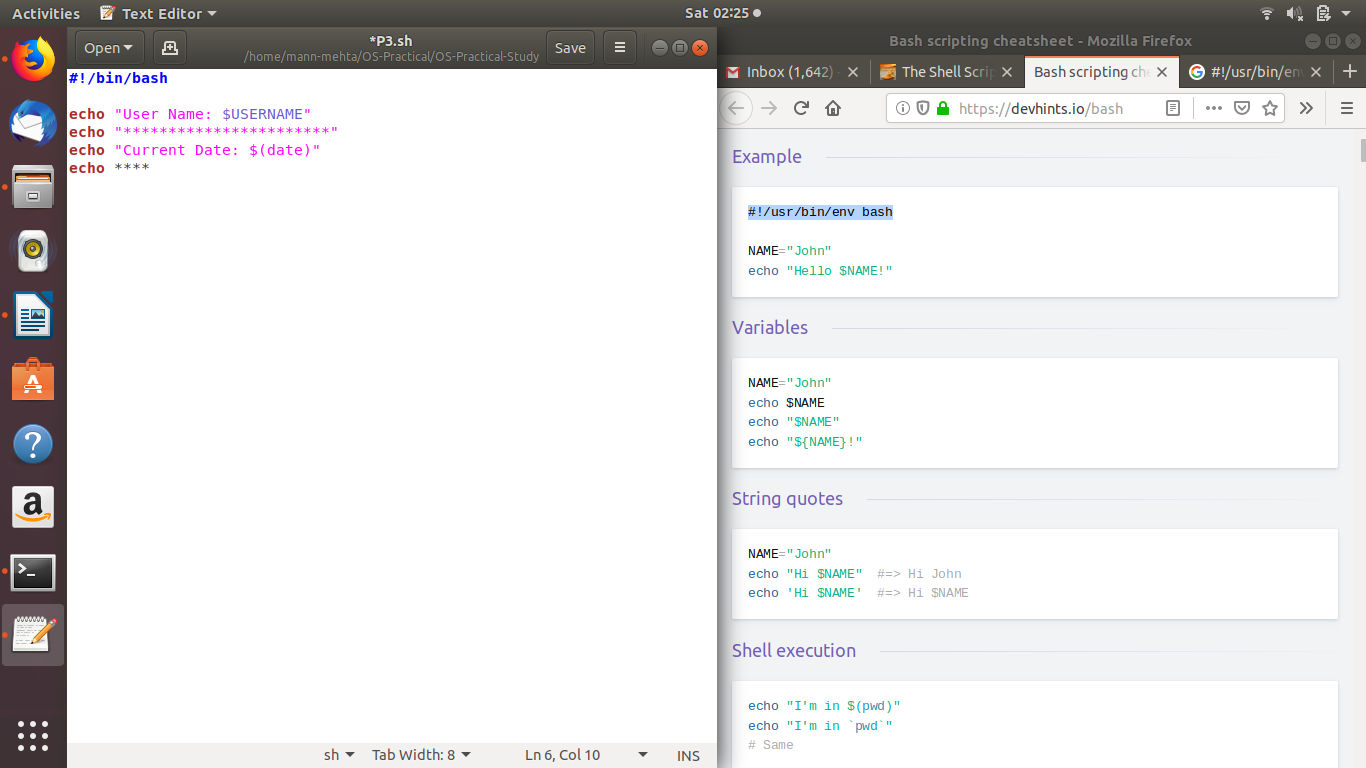 Activities Text Editor Sat 02:25
Open *P3.sh Save
/home/mann-mehta/OS-Practical/OS-Practical-Study
#!/bin/bash
echo "User Name: $USERNAME"
echo "***********************"
echo "Current Date: $(date)"
echo ****
sh Tab Width: 8 Ln 6, Col 10 INS
Bash scripting cheatsheet - Mozilla Firefox
Inbox (1,642) The Shell Scri Bash scripting ch #!/usr/bin/en
https://devhints.io/bash
Example
#!/usr/bin/env bash
NAME="John"
echo "Hello $NAME!"
Variables
NAME="John"
echo $NAME
echo "$NAME"
echo "${NAME}!"
String quotes
NAME="John"
echo "Hi $NAME" #=> Hi John
echo 'Hi $NAME' #=> Hi $NAME
Shell execution
echo "I'm in $(pwd)"
echo "I'm in `pwd`"
# Same